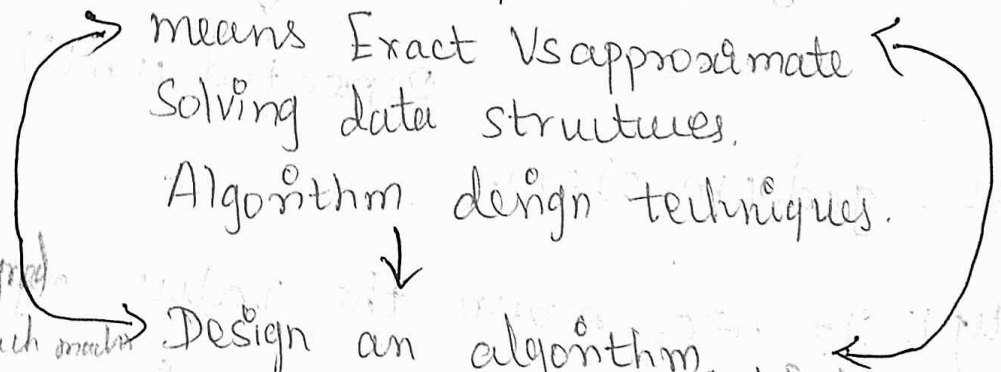 means Exact Vs approximate
Solving data structures.
Algorithm design techniques.
Design an algorithm